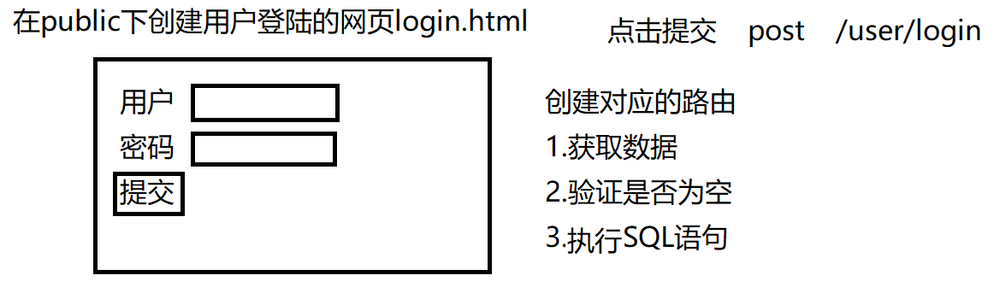 在public下创建用户登陆的网页login.html
点击提交 post /user/login
用户
密码
提交
创建对应的路由
1.获取数据
2.验证是否为空
3.执行SQL语句